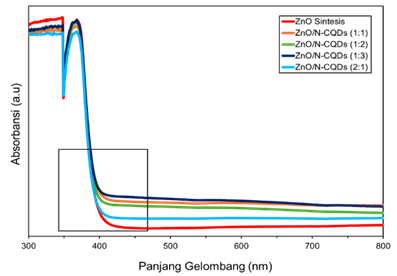 ZnO Sintesis
ZnO/N-CQDs (1:1)
ZnO/N-CQDs (1:2)
ZnO/N-CQDs (1:3)
ZnO/N-CQDs (2:1)
Absorbansi (a.u)
300 400 500 600 700 800
Panjang Gelombang (nm)